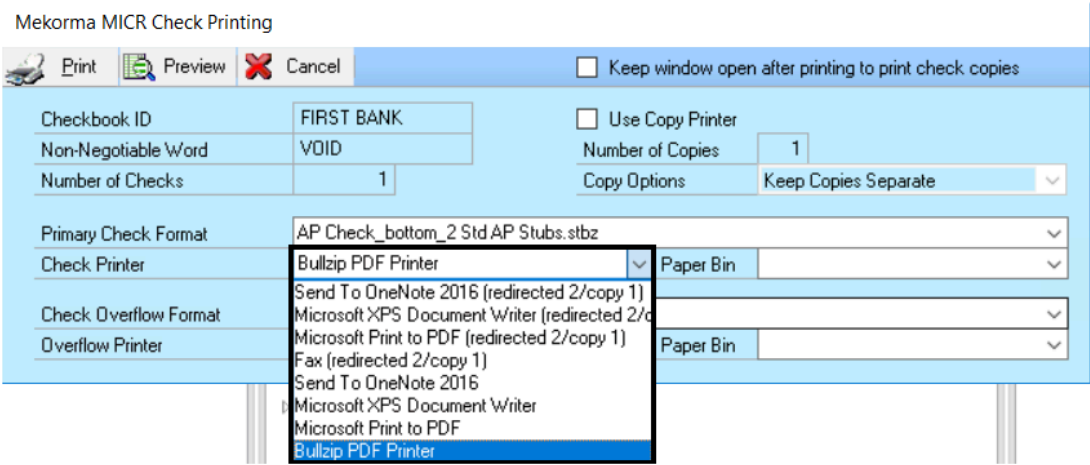 Mekorma MICR Check Printing
Print Preview Cancel Keep window open after printing to print check copies
Checkbook ID FIRST BANK Use Copy Printer
Non-Negotiable Word VOID Number of Copies 1
Number of Checks 1 Copy Options Keep Copies Separate
Primary Check Format AP Check_bottom_2 Std AP Stubs.stbz
Check Printer Bullzip PDF Printer Paper Bin
Send To OneNote 2016 (redirected 2/copy 1)
Check Overflow Format Microsoft XPS Document Writer (redirected 2/c
Microsoft Print to PDF (redirected 2/copy 1)
Overflow Printer Paper Bin
Fax (redirected 2/copy 1)
Send To OneNote 2016
Microsoft XPS Document Writer
Microsoft Print to PDF
Bullzip PDF Printer